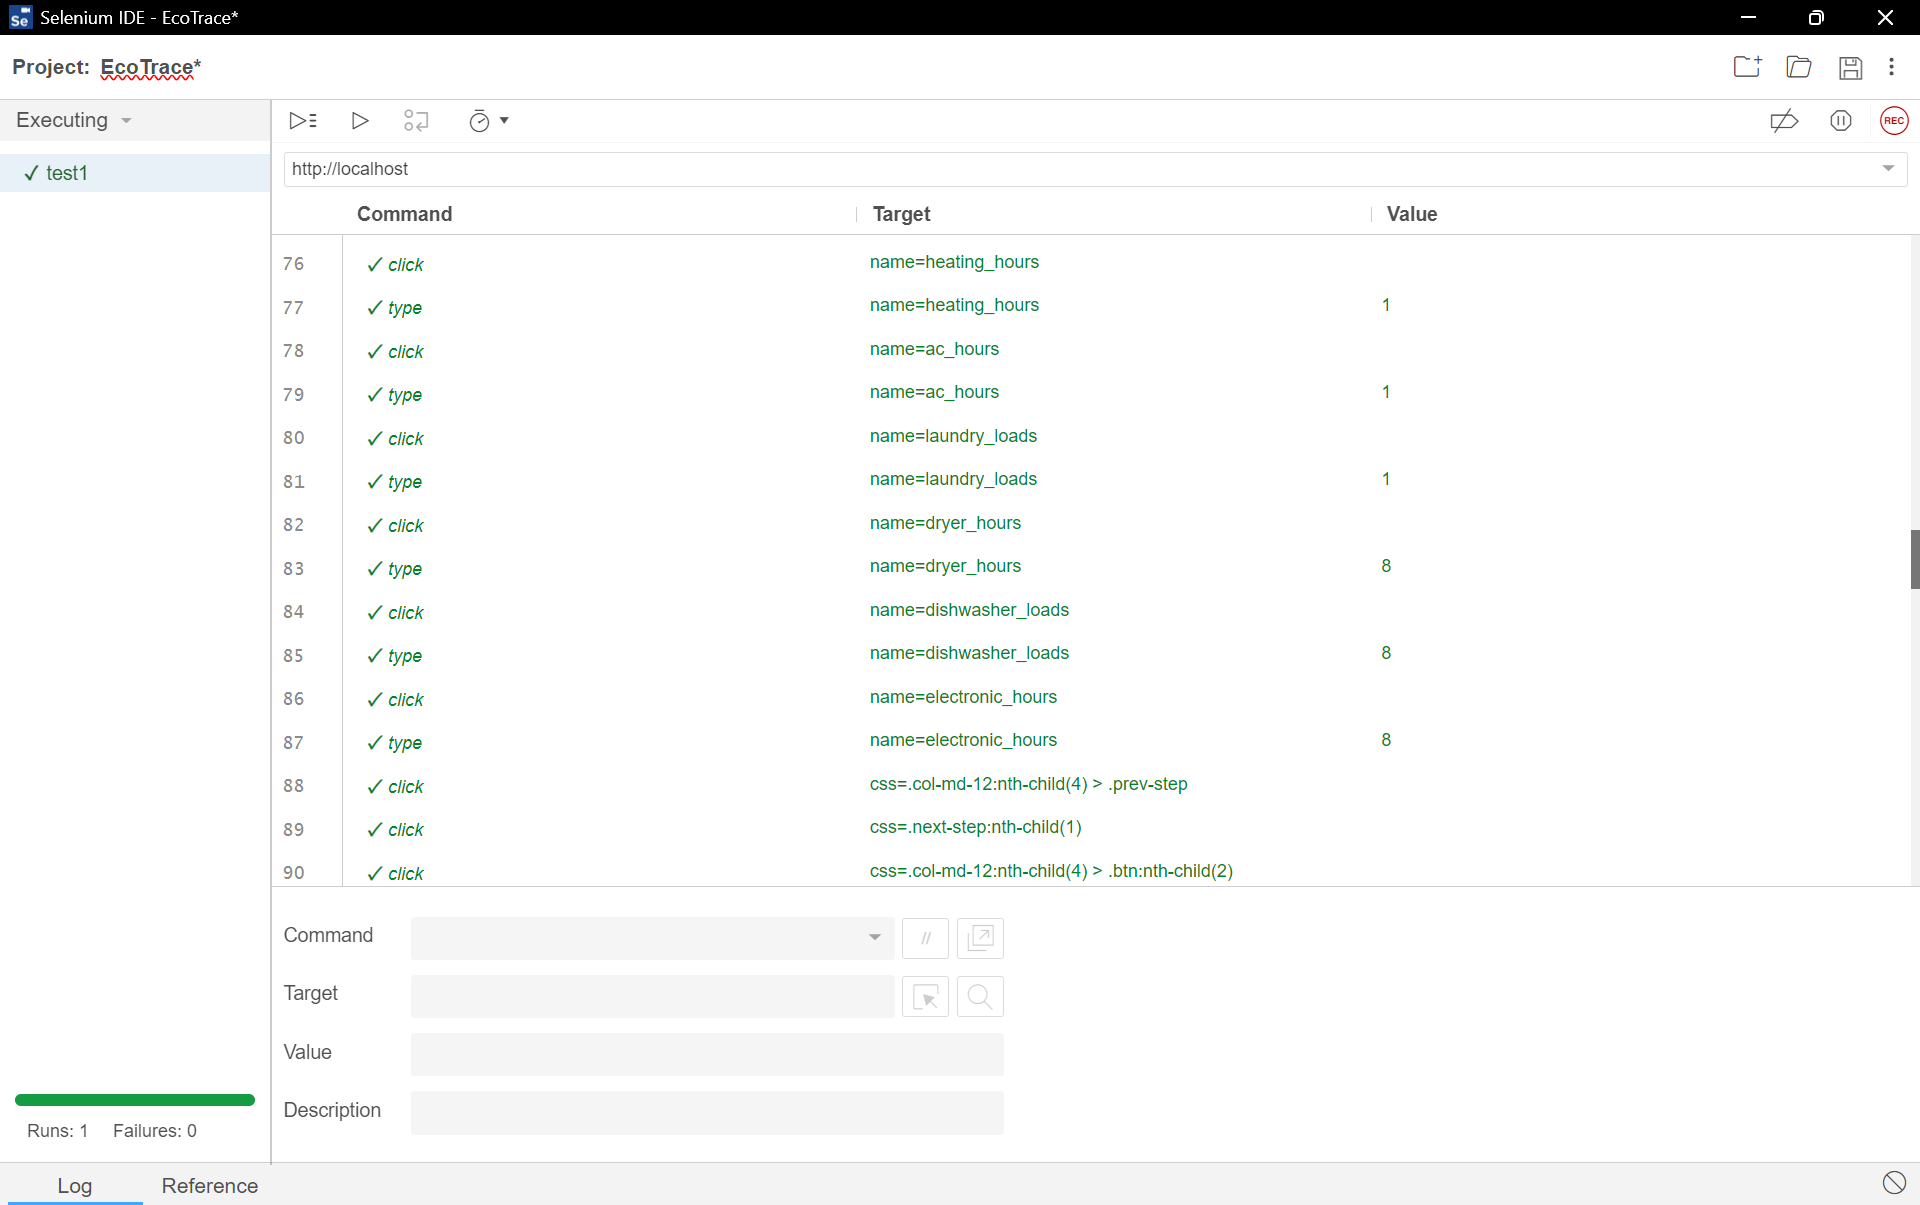 Se Selenium IDE - EcoTrace*
Project: EcoTrace*
Executing
REC
✓ test1
http://localhost
Command Target Value
76 ✓ click name=heating_hours
77 ✓ type name=heating_hours 1
78 ✓ click name=ac_hours
79 ✓ type name=ac_hours 1
80 ✓ click name=laundry_loads
81 ✓ type name=laundry_loads 1
82 ✓ click name=dryer_hours
83 ✓ type name=dryer_hours 8
84 ✓ click name=dishwasher_loads
85 ✓ type name=dishwasher_loads 8
86 ✓ click name=electronic_hours
87 ✓ type name=electronic_hours 8
88 ✓ click css=.col-md-12:nth-child(4) > .prev-step
89 ✓ click css=.next-step:nth-child(1)
90 ✓ click css=.col-md-12:nth-child(4) > .btn:nth-child(2)
Command //
Target
Value
Description
Runs: 1 Failures: 0
Log Reference